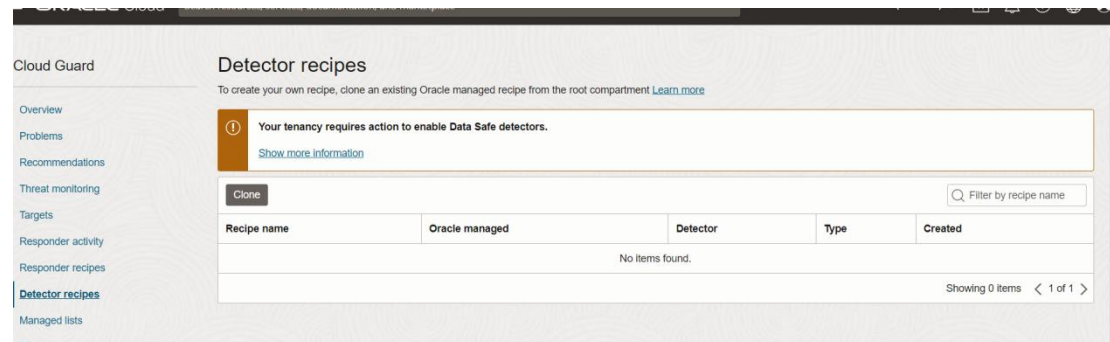 ORACLE Cloud
Cloud Guard
Overview
Problems
Recommendations
Threat monitoring
Targets
Responder activity
Responder recipes
Detector recipes
Managed lists
Detector recipes
To create your own recipe, clone an existing Oracle managed recipe from the root compartment Learn more
Your tenancy requires action to enable Data Safe detectors.
Show more information
Clone
Filter by recipe name
Recipe name Oracle managed Detector Type Created
No items found.
Showing 0 items 1 of 1